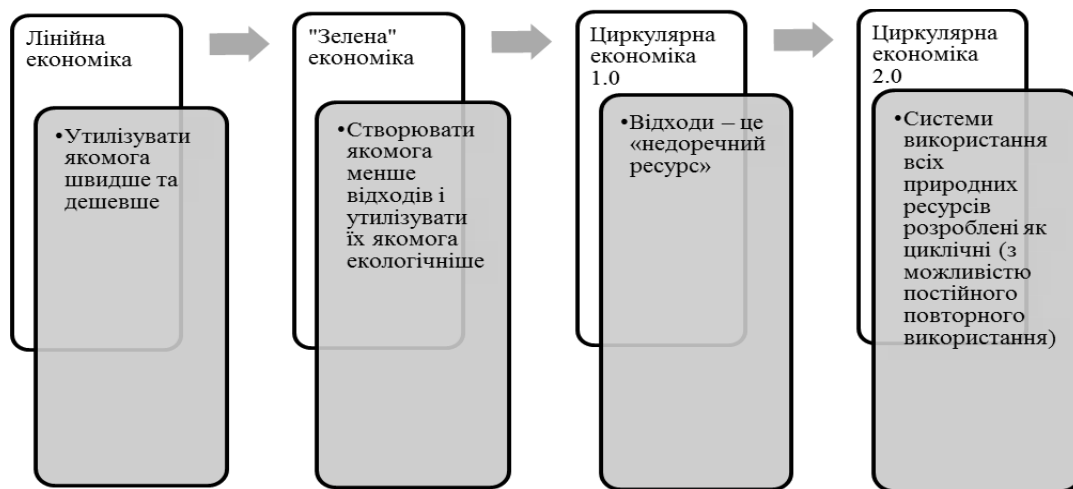 Лінійна
економіка
•Утилізувати
якомога
швидше та
дешевше
"Зелена"
економіка
•Створювати
якомога
менше
відходів і
утилізувати
їх якомога
екологічніше
Циркулярна
економіка
1.0
•Відходи – це
«недоречний
ресурс»
Циркулярна
економіка
2.0
•Системи
використання
всіх
природних
ресурсів
розроблені як
циклічні (з
можливістю
постійного
повторного
використання)